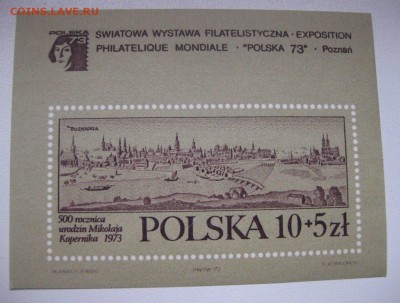 COINS.LAVE.RU
POLSKA
73
ŚWIATOWA WYSTAWA FILATELISTYCZNA · EXPOSITION
PHILATELIQUE MONDIALE · "POLSKA 73" · Poznań
POZNANIA
500 rocznica
urodzin Mikołaja
Kopernika 1973
POLSKA 10+5zł